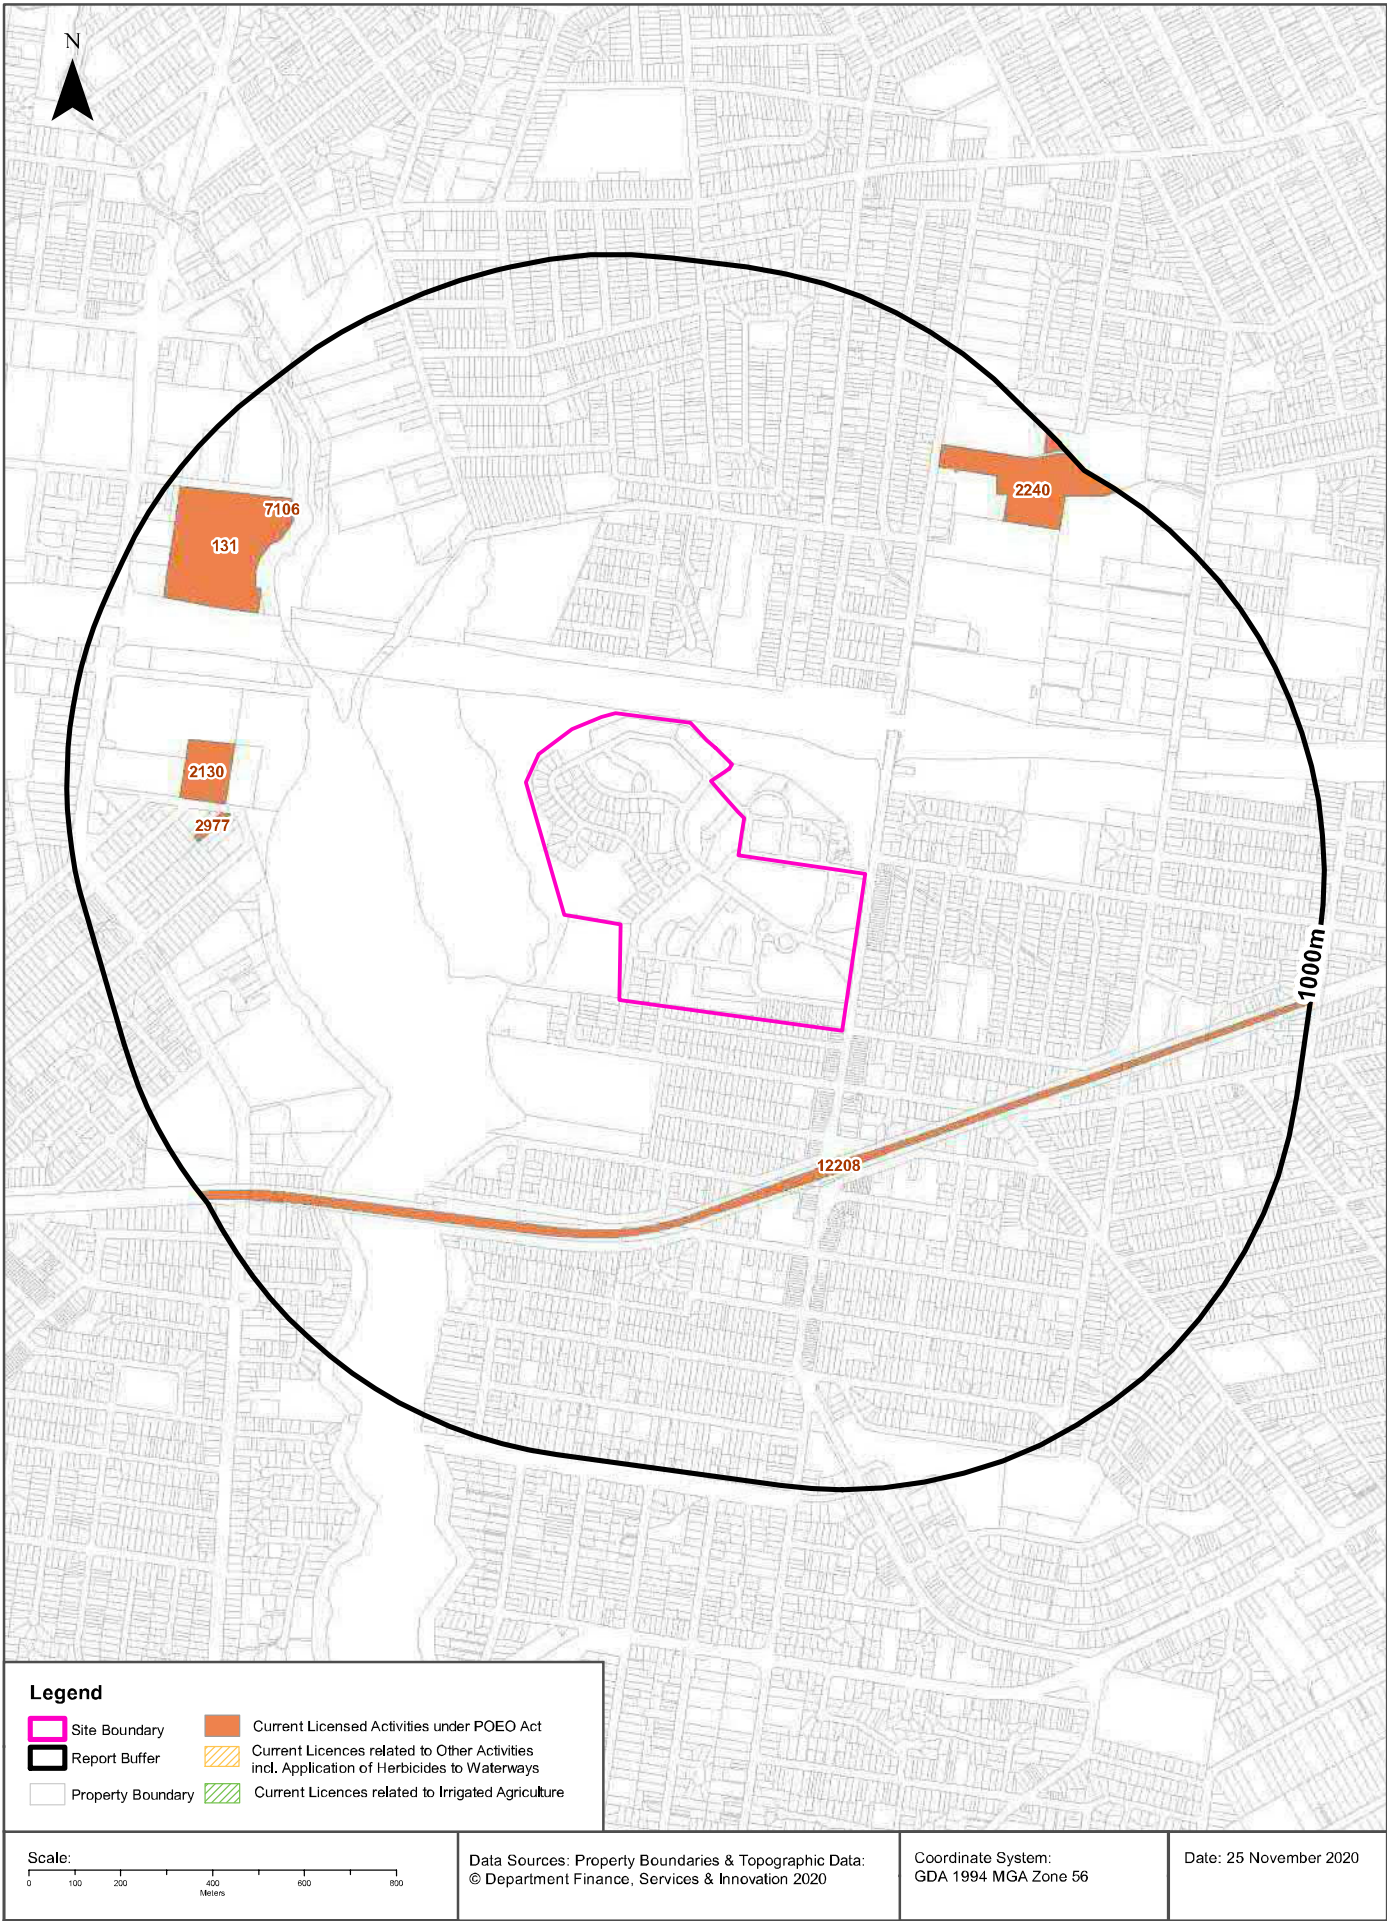 N
7106
131
2240
2130
2977
1000m
12208
Legend
Site Boundary
Report Buffer
Property Boundary
Current Licensed Activities under POEO Act
Current Licences related to Other Activities
incl. Application of Herbicides to Waterways
Current Licences related to Irrigated Agriculture
Scale:
0 100 200 400 600 800
Meters
Data Sources: Property Boundaries & Topographic Data:
© Department Finance, Services & Innovation 2020
Coordinate System:
GDA 1994 MGA Zone 56
Date: 25 November 2020